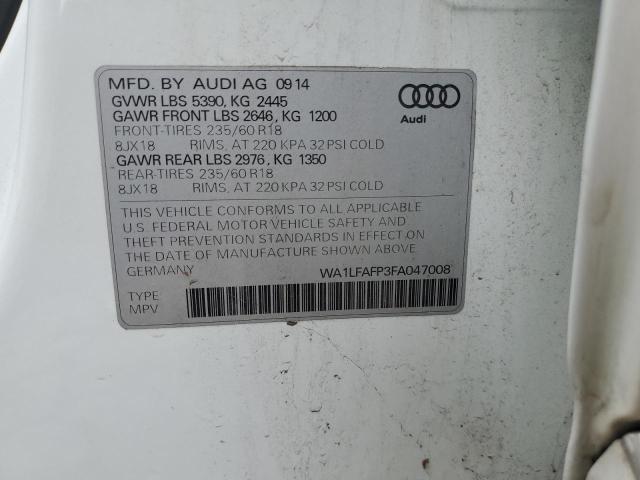 MFD. BY AUDI AG 09 14
GVWR LBS 5390, KG 2445
GAWR FRONT LBS 2646, KG 1200
FRONT-TIRES 235/60 R18
8JX18 RIMS, AT 220 KPA 32 PSI COLD
GAWR REAR LBS 2976, KG 1350
REAR-TIRES 235/60 R18
8JX18 RIMS, AT 220 KPA 32 PSI COLD
Audi
THIS VEHICLE CONFORMS TO ALL APPLICABLE
U.S. FEDERAL MOTOR VEHICLE SAFETY AND
THEFT PREVENTION STANDARDS IN EFFECT ON
THE DATE OF MANUFACTURE SHOWN ABOVE.
GERMANY WA1LFAFP3FA047008
TYPE
MPV